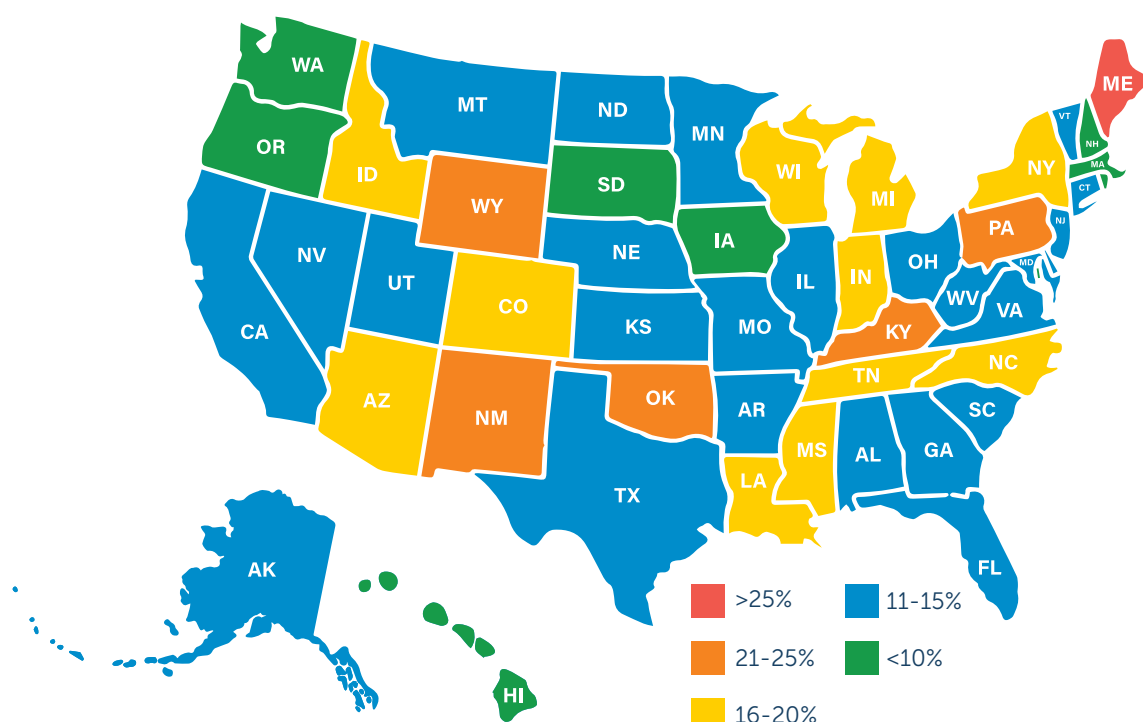 WA
MT
ND
MN
ME
VT
NH
MA
CT
OR
ID
SD
WI
NY
MI
WY
IA
PA
NJ
NE
NV
UT
CO
IL
IN
OH
MD
WV
VA
CA
KS
MO
KY
NC
TN
AZ
NM
OK
AR
SC
MS
AL
GA
LA
TX
FL
AK
HI
>25%
11-15%
21-25%
<10%
16-20%